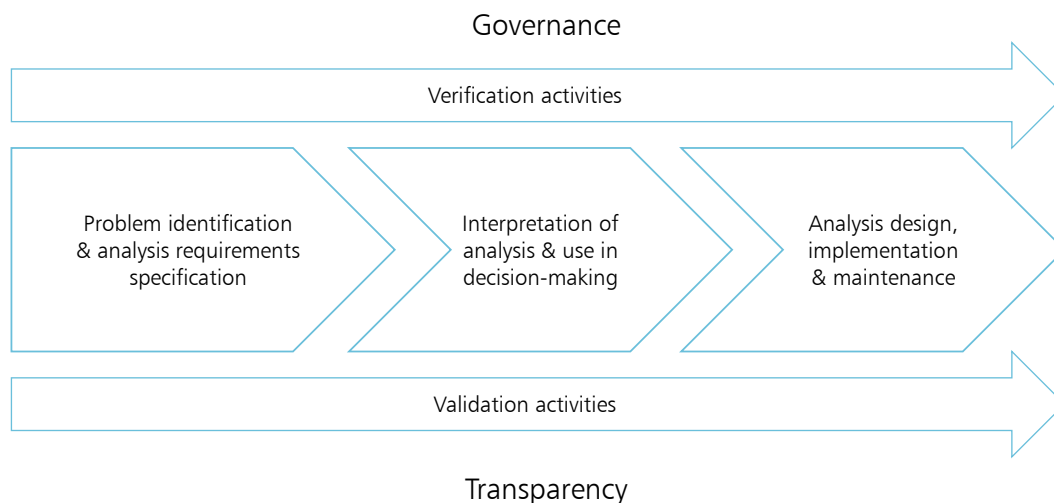 Governance
Verification activities
Problem identification
& analysis requirements
specification
Interpretation of
analysis & use in
decision-making
Analysis design,
implementation
& maintenance
Validation activities
Transparency